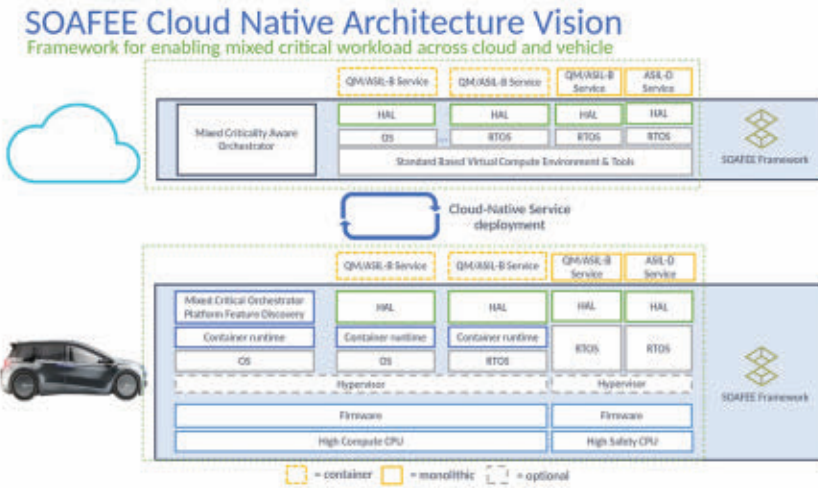 SOAFEE Cloud Native Architecture Vision
Framework for enabling mixed critical workload across cloud and vehicle
QM/ASIL-B Service
QM/ASIL-B Service
QM/ASIL-B
Service
ASIL-D
Service
Mixed Criticality Aware
Orchestrator
HAL
HAL
HAL
HAL
OS
...
RTOS
RTOS
RTOS
Standard Based Virtual Compute Environment & Tools
SOAFEE Framework
Cloud-Native Service
deployment
QM/ASIL-B Service
QM/ASIL-B Service
QM/ASIL-B
Service
ASIL-D
Service
Mixed Critical Orchestrator
Platform Feature Discovery
HAL
HAL
HAL
HAL
Container runtime
Container runtime
Container runtime
RTOS
RTOS
OS
OS
RTOS
Hypervisor
Hypervisor
SOAFEE Framework
Firmware
Firmware
High Compute CPU
High Safety CPU
= container
= monolithic
= optional